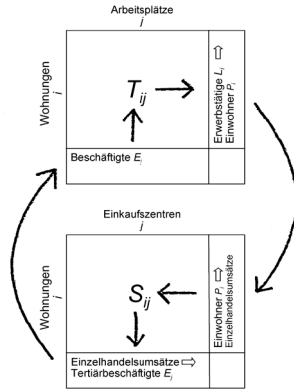 Arbeitsplätze
j
Wohnungen
i
T_ij
Erwerbstätige L_i
Einwohner P_i
Beschäftigte E_j
Einkaufszentren
j
Wohnungen
i
S_ij
Einwohner P_i
Einzelhandelsumsätze
Einzelhandelsumsätze
Tertiärbeschäftigte E_j